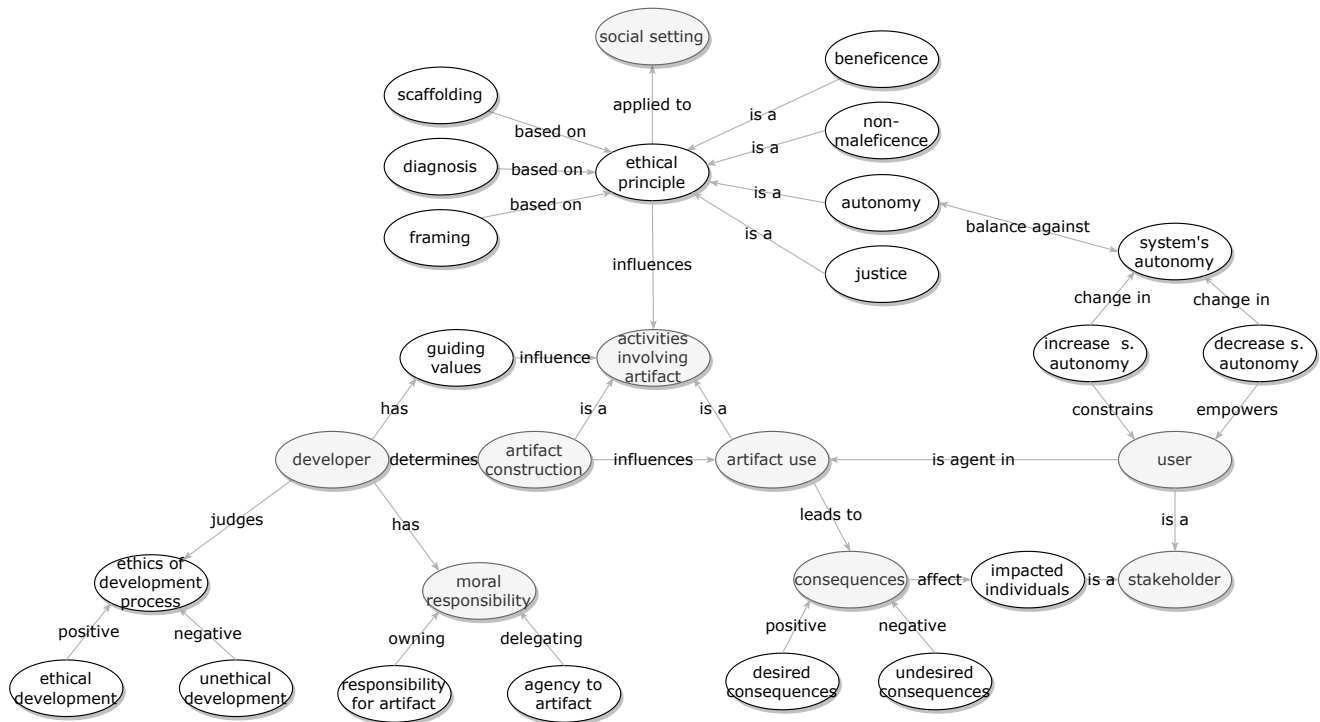 social setting
beneficence
scaffolding
applied to
is a
non-
maleficence
based on
is a
diagnosis
based on
ethical
principle
is a
autonomy
based on
framing
is a
balance against
system's
autonomy
influences
justice
change in
change in
guiding
values
influence
activities
involving
artifact
increase s.
autonomy
decrease s.
autonomy
has
is a
is a
constrains
empowers
developer
determines
artifact
construction
influences
artifact use
is agent in
user
judges
has
leads to
is a
ethics of
development
process
moral
responsibility
consequences
affect
impacted
individuals
is a
stakeholder
positive
negative
owning
delegating
positive
negative
ethical
development
unethical
development
responsibility
for artifact
agency to
artifact
desired
consequences
undesired
consequences